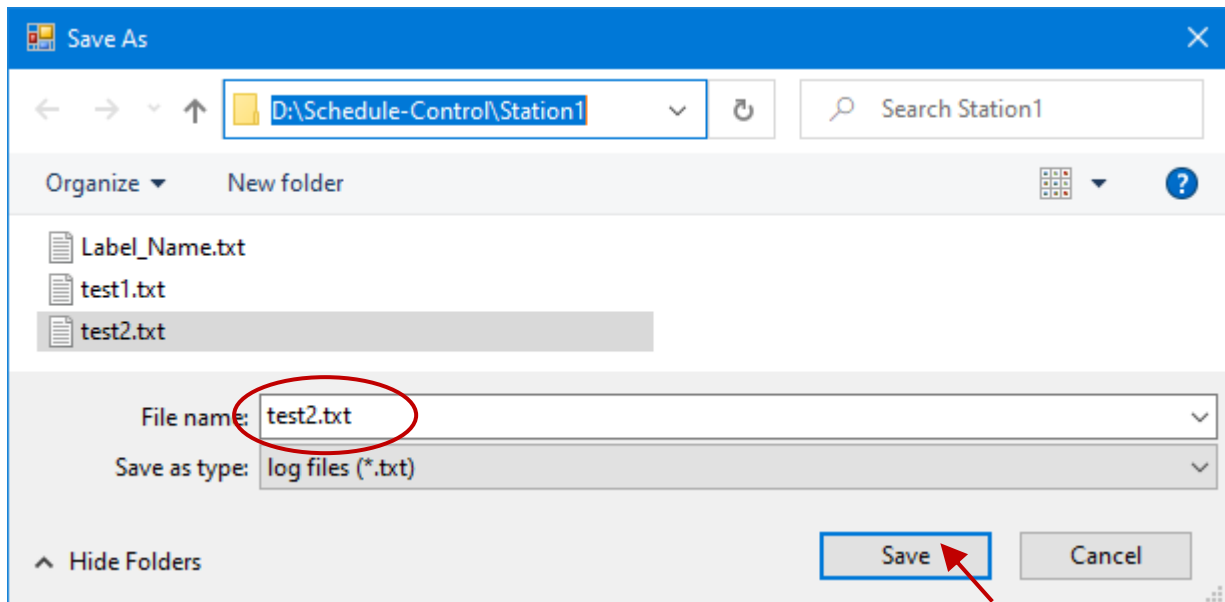 Save As
D:\Schedule-Control\Station1
Search Station1
Organize
New folder
?
Label_Name.txt
test1.txt
test2.txt
File name: test2.txt
Save as type: log files (*.txt)
Hide Folders
Save
Cancel